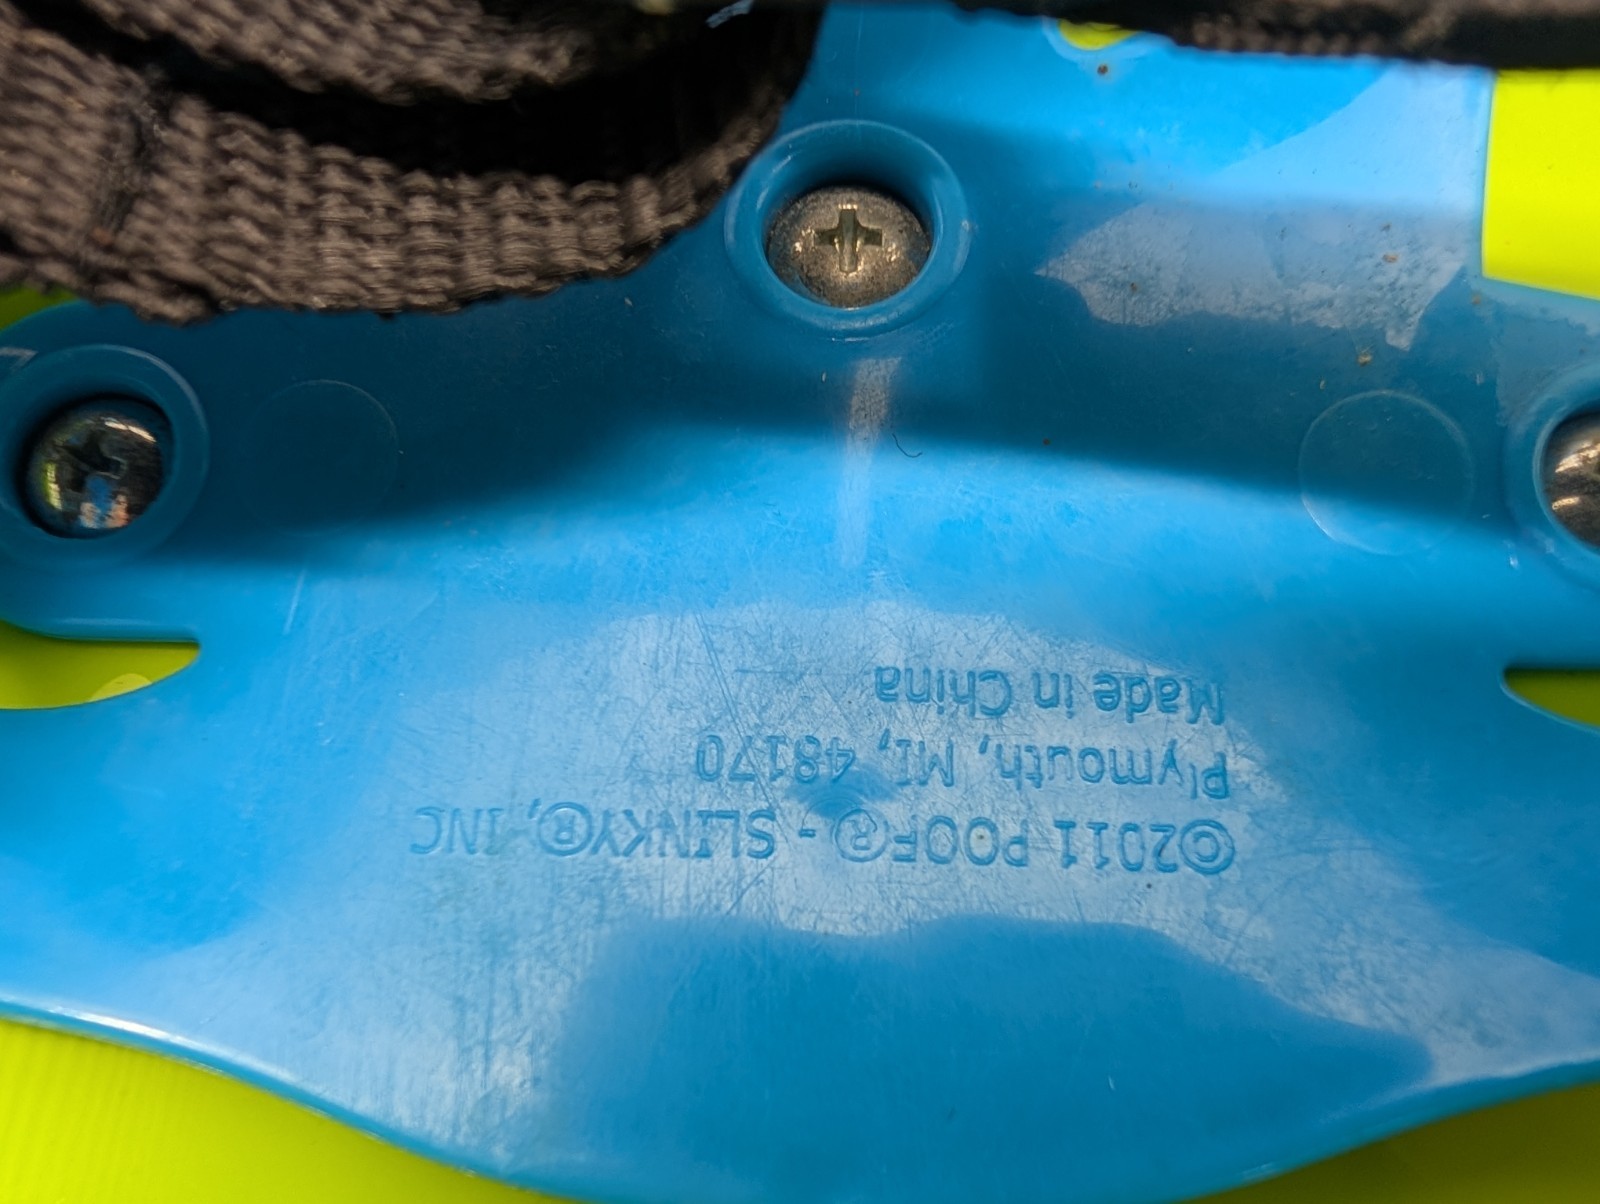 ©2011 POOF® - SLINKY®, INC
Plymouth, MI, 48170
Made in China